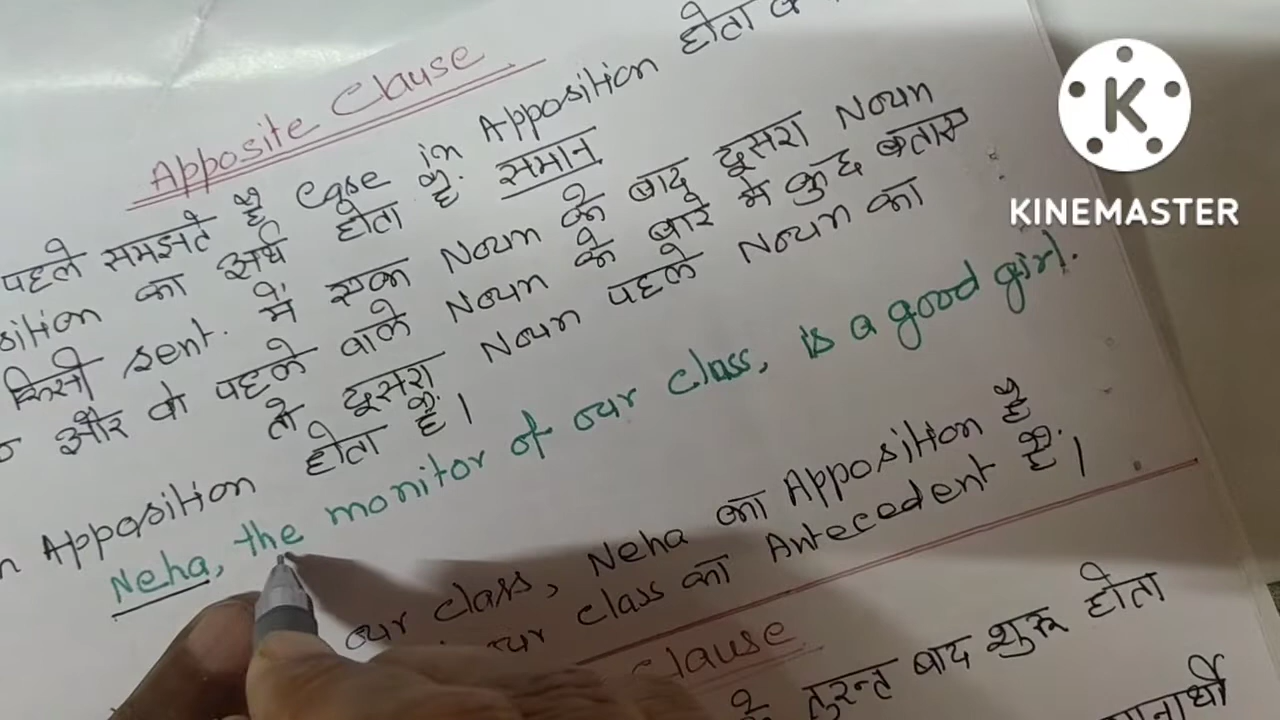 Apposite Clause
पहले समझते है Case in Apposition होता
sition का अर्थ होता है समान
किसी sent. में एक Noun के बाद दूसरा Noun
और वो पहले वाले Noun के बारे में कुछ बताए
तो दूसरा Noun पहले Noun का
Apposition होता है।
Neha, the monitor of our class, is a good girl.
our class, Neha का Apposition है
our class का Antecedent है।
Clause
के तुरन्त बाद शुरू होता
KINEMASTER